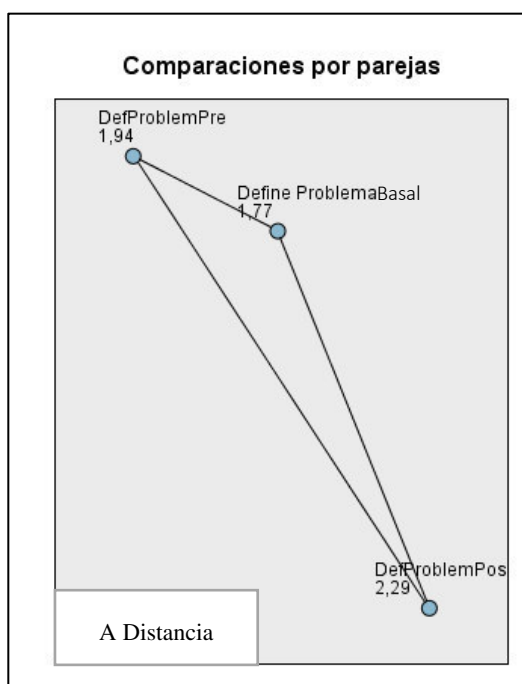 Comparaciones por parejas
DefProblemPre
1,94
Define ProblemaBasal
1,77
DefProblemPos
2,29
A Distancia